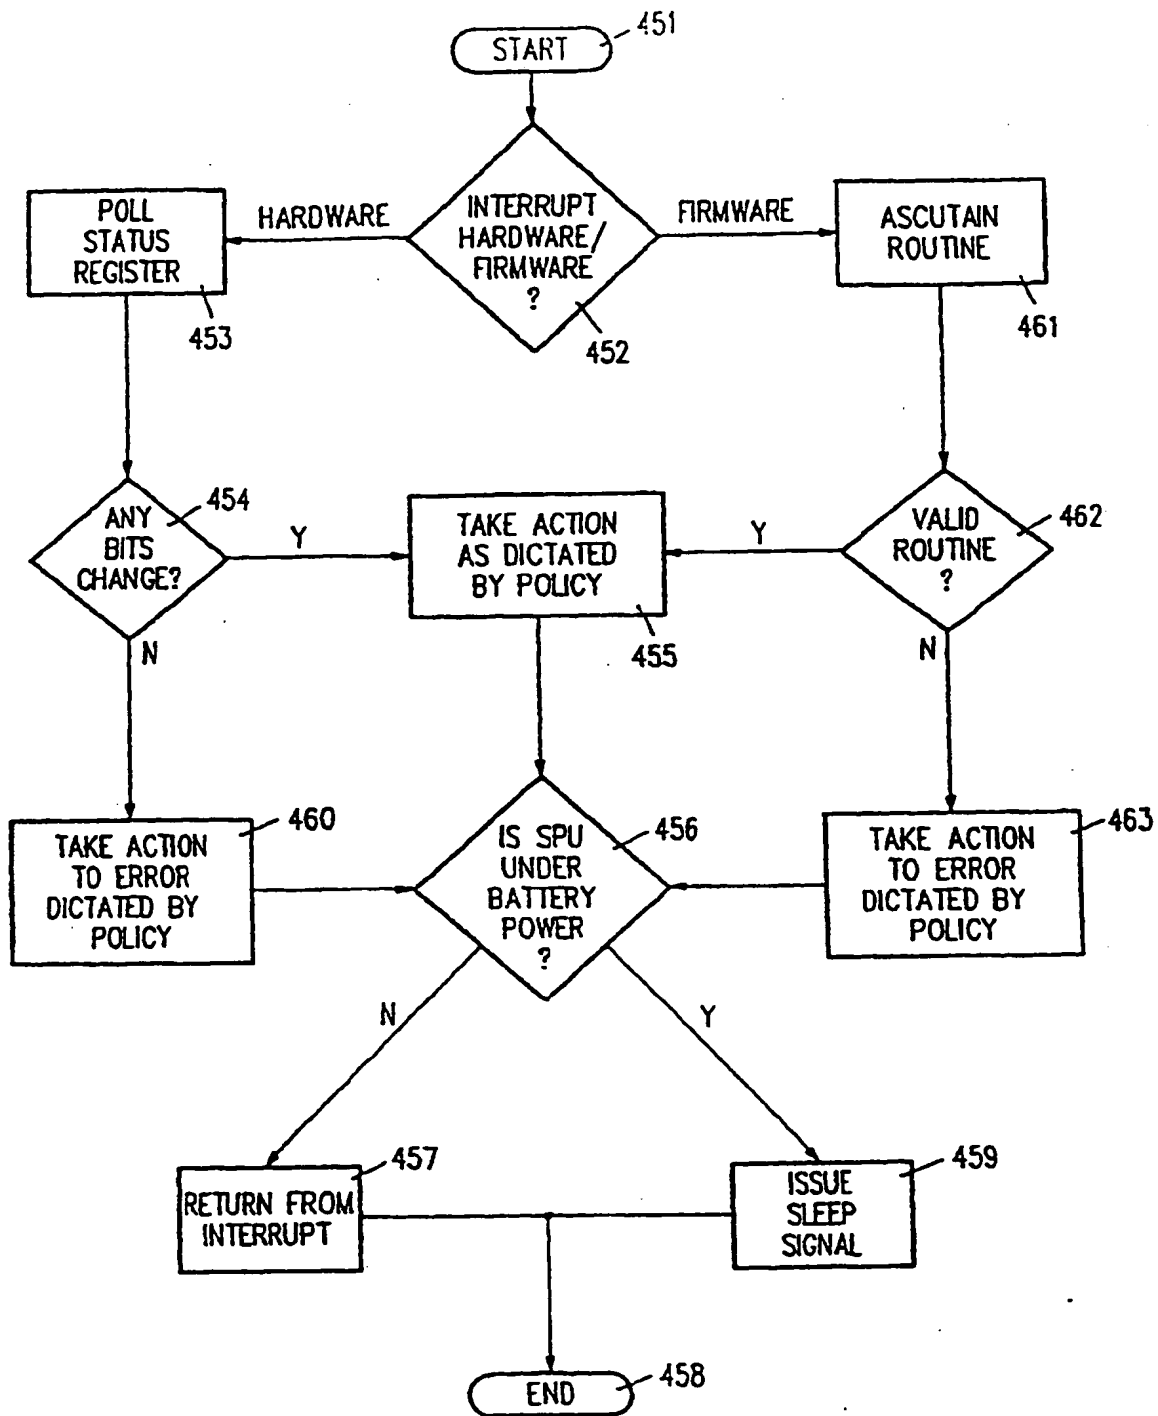 START
451
INTERRUPT
HARDWARE/
FIRMWARE
?
452
HARDWARE
FIRMWARE
POLL
STATUS
REGISTER
453
ASCUTAIN
ROUTINE
461
ANY
BITS
CHANGE?
454
Y
N
TAKE ACTION
AS DICTATED
BY POLICY
455
VALID
ROUTINE
?
462
Y
N
TAKE ACTION
TO ERROR
DICTATED BY
POLICY
460
IS SPU
UNDER
BATTERY
POWER
?
456
TAKE ACTION
TO ERROR
DICTATED BY
POLICY
463
N
Y
RETURN FROM
INTERRUPT
457
ISSUE
SLEEP
SIGNAL
459
END
458